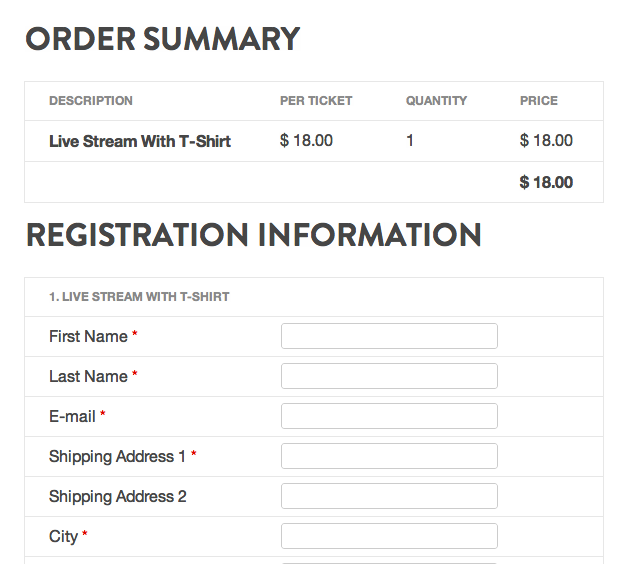 ORDER SUMMARY
DESCRIPTION PER TICKET QUANTITY PRICE
Live Stream With T-Shirt $ 18.00 1 $ 18.00
$ 18.00
REGISTRATION INFORMATION
1. LIVE STREAM WITH T-SHIRT
First Name *
Last Name *
E-mail *
Shipping Address 1 *
Shipping Address 2
City *